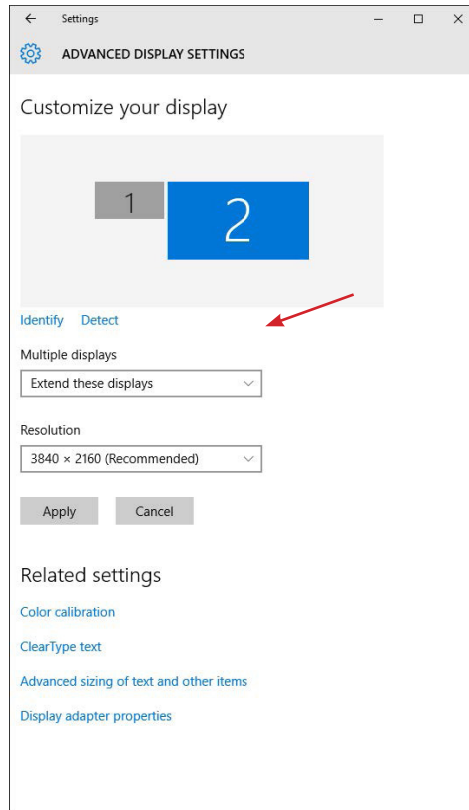 Settings
ADVANCED DISPLAY SETTINGS
Customize your display
1
2
Identify Detect
Multiple displays
Extend these displays
Resolution
3840 × 2160 (Recommended)
Apply Cancel
Related settings
Color calibration
ClearType text
Advanced sizing of text and other items
Display adapter properties